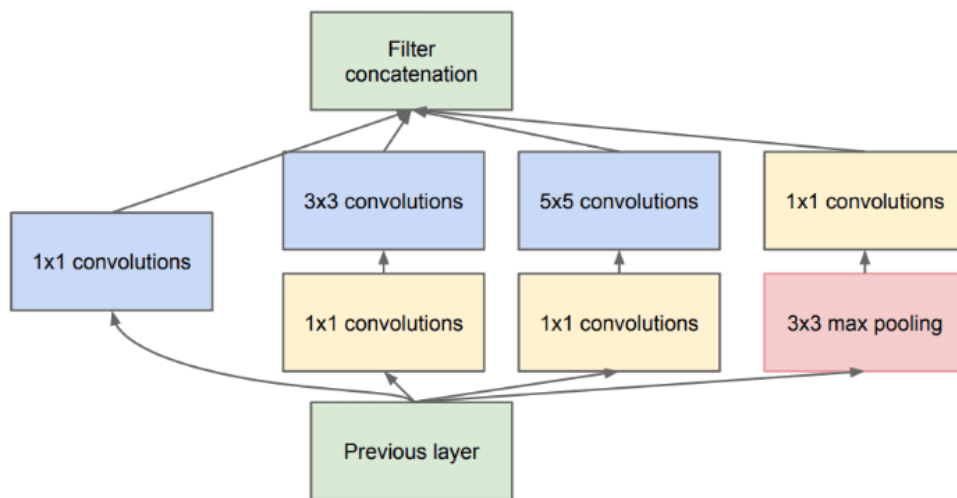 Filter
concatenation
3x3 convolutions
5x5 convolutions
1x1 convolutions
1x1 convolutions
1x1 convolutions
1x1 convolutions
3x3 max pooling
Previous layer